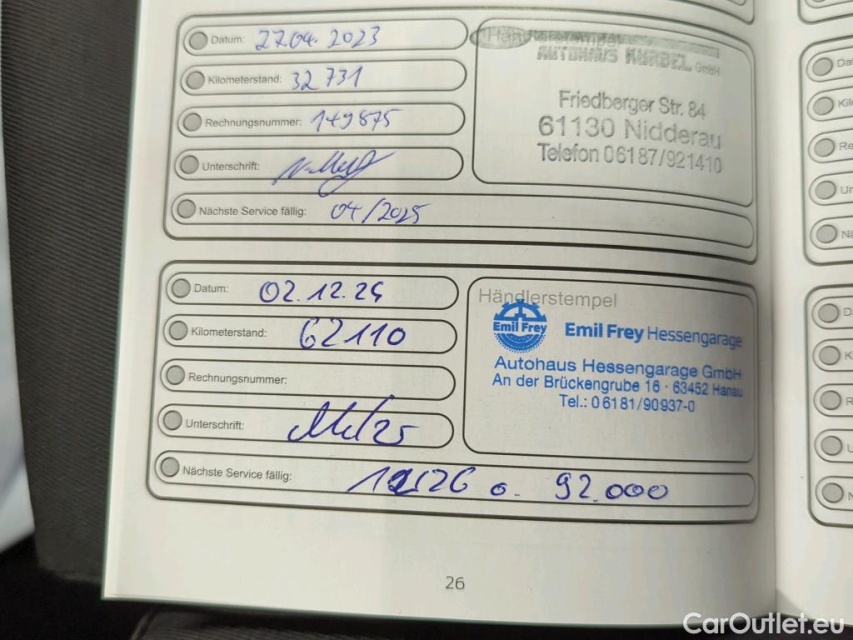 Datum: 27.04.2023
Kilometerstand: 32 731
Rechnungsnummer: 149875
Unterschrift:
Nächste Service fällig: 04/2025
AUTOHAUS KURBEL GmbH
Friedberger Str. 84
61130 Nidderau
Telefon 06187/921410
Datum: 02.12.24
Kilometerstand: 62110
Rechnungsnummer:
Unterschrift:
Nächste Service fällig: 12/26 o. 92.000
Händlerstempel
Emil Frey
Emil Frey Hessengarage
Autohaus Hessengarage GmbH
An der Brückengrube 16 · 63452 Hanau
Tel.: 06181/90937-0
26
CarOutlet.eu